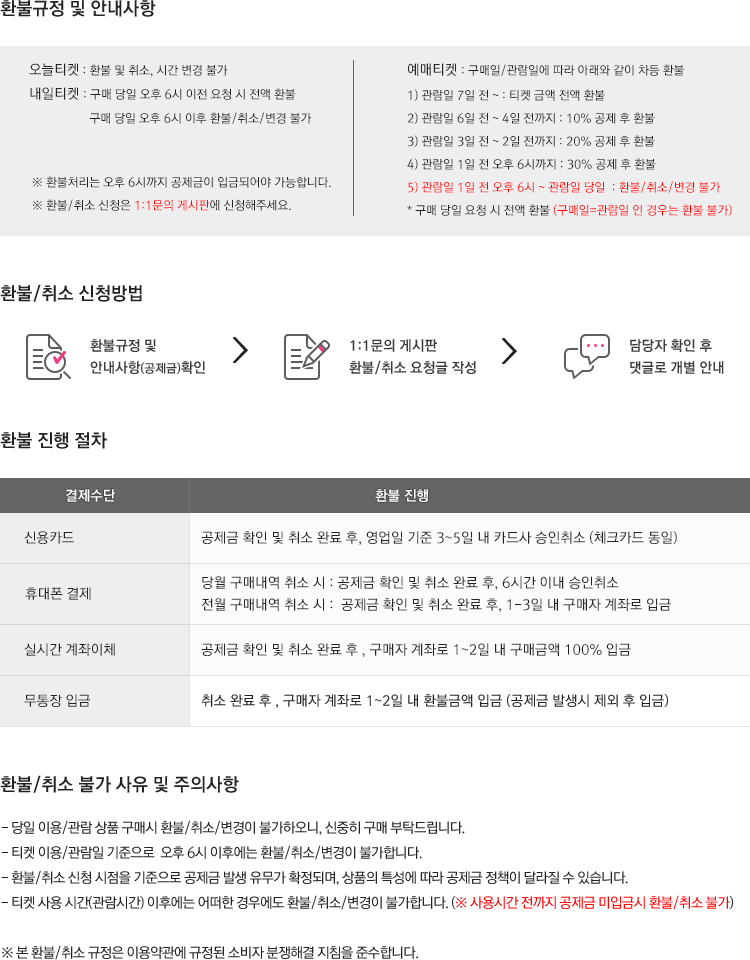 환불규정 및 안내사항
오늘티켓 : 환불 및 취소, 시간 변경 불가
내일티켓 : 구매 당일 오후 6시 이전 요청 시 전액 환불
구매 당일 오후 6시 이후 환불/취소/변경 불가
※ 환불처리는 오후 6시까지 공제금이 입금되어야 가능합니다.
※ 환불/취소 신청은 1:1문의 게시판에 신청해주세요.
예매티켓 : 구매일/관람일에 따라 아래와 같이 차등 환불
1) 관람일 7일 전 ~ : 티켓 금액 전액 환불
2) 관람일 6일 전 ~ 4일 전까지 : 10% 공제 후 환불
3) 관람일 3일 전 ~ 2일 전까지 : 20% 공제 후 환불
4) 관람일 1일 전 오후 6시까지 : 30% 공제 후 환불
5) 관람일 1일 전 오후 6시 ~ 관람일 당일 : 환불/취소/변경 불가
* 구매 당일 요청 시 전액 환불 (구매일=관람일 인 경우는 환불 불가)
환불/취소 신청방법
환불규정 및
안내사항(공제금)확인
1:1문의 게시판
환불/취소 요청글 작성
담당자 확인 후
댓글로 개별 안내
환불 진행 절차
결제수단 환불 진행
신용카드 공제금 확인 및 취소 완료 후, 영업일 기준 3~5일 내 카드사 승인취소 (체크카드 동일)
휴대폰 결제
당월 구매내역 취소 시 : 공제금 확인 및 취소 완료 후, 6시간 이내 승인취소
전월 구매내역 취소 시 : 공제금 확인 및 취소 완료 후, 1-3일 내 구매자 계좌로 입금
실시간 계좌이체 공제금 확인 및 취소 완료 후 , 구매자 계좌로 1~2일 내 구매금액 100% 입금
무통장 입금 취소 완료 후 , 구매자 계좌로 1~2일 내 환불금액 입금 (공제금 발생시 제외 후 입금)
환불/취소 불가 사유 및 주의사항
- 당일 이용/관람 상품 구매시 환불/취소/변경이 불가하오니, 신중히 구매 부탁드립니다.
- 티켓 이용/관람일 기준으로 오후 6시 이후에는 환불/취소/변경이 불가합니다.
- 환불/취소 신청 시점을 기준으로 공제금 발생 유무가 확정되며, 상품의 특성에 따라 공제금 정책이 달라질 수 있습니다.
- 티켓 사용 시간(관람시간) 이후에는 어떠한 경우에도 환불/취소/변경이 불가합니다. (※ 사용시간 전까지 공제금 미입금시 환불/취소 불가)
※ 본 환불/취소 규정은 이용약관에 규정된 소비자 분쟁해결 지침을 준수합니다.